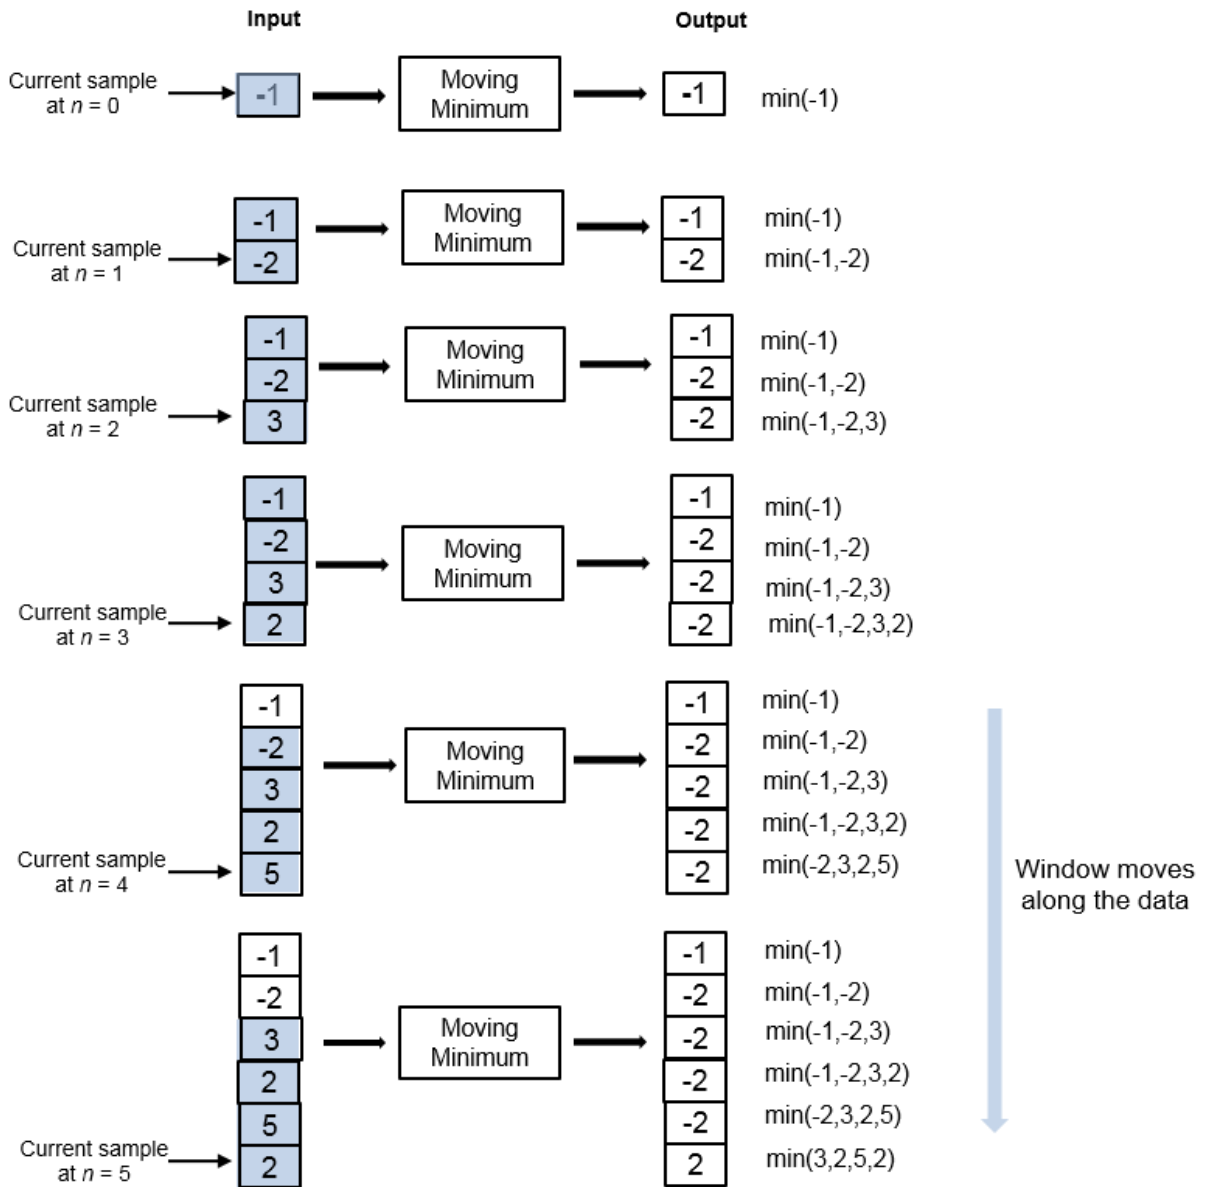 Input
Output
Current sample
at n = 0
-1
Moving
Minimum
-1
min(-1)
Current sample
at n = 1
-1
-2
Moving
Minimum
-1
-2
min(-1)
min(-1,-2)
Current sample
at n = 2
-1
-2
3
Moving
Minimum
-1
-2
-2
min(-1)
min(-1,-2)
min(-1,-2,3)
Current sample
at n = 3
-1
-2
3
2
Moving
Minimum
-1
-2
-2
-2
min(-1)
min(-1,-2)
min(-1,-2,3)
min(-1,-2,3,2)
Current sample
at n = 4
-1
-2
3
2
5
Moving
Minimum
-1
-2
-2
-2
-2
min(-1)
min(-1,-2)
min(-1,-2,3)
min(-1,-2,3,2)
min(-2,3,2,5)
Window moves
along the data
Current sample
at n = 5
-1
-2
3
2
5
2
Moving
Minimum
-1
-2
-2
-2
-2
2
min(-1)
min(-1,-2)
min(-1,-2,3)
min(-1,-2,3,2)
min(-2,3,2,5)
min(3,2,5,2)